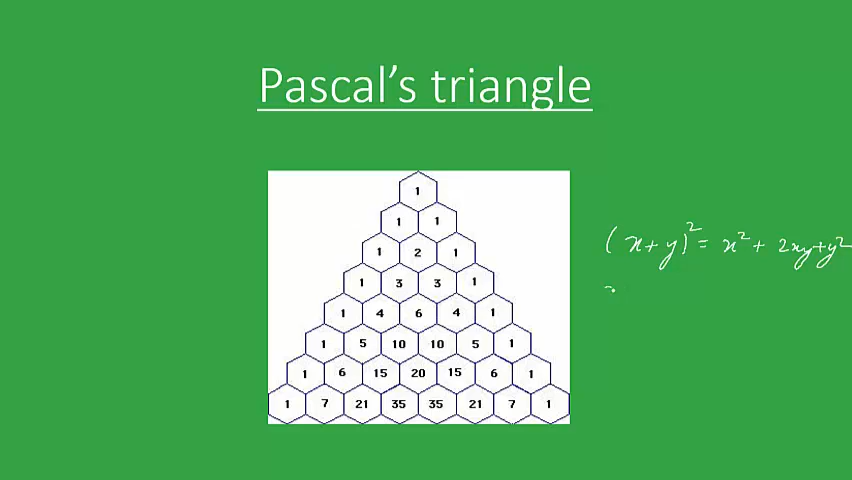 Pascal’s triangle
1
1 1
1 2 1
1 3 3 1
1 4 6 4 1
1 5 10 10 5 1
1 6 15 20 15 6 1
1 7 21 35 35 21 7 1
(x+y)² = x² + 2xy+y²